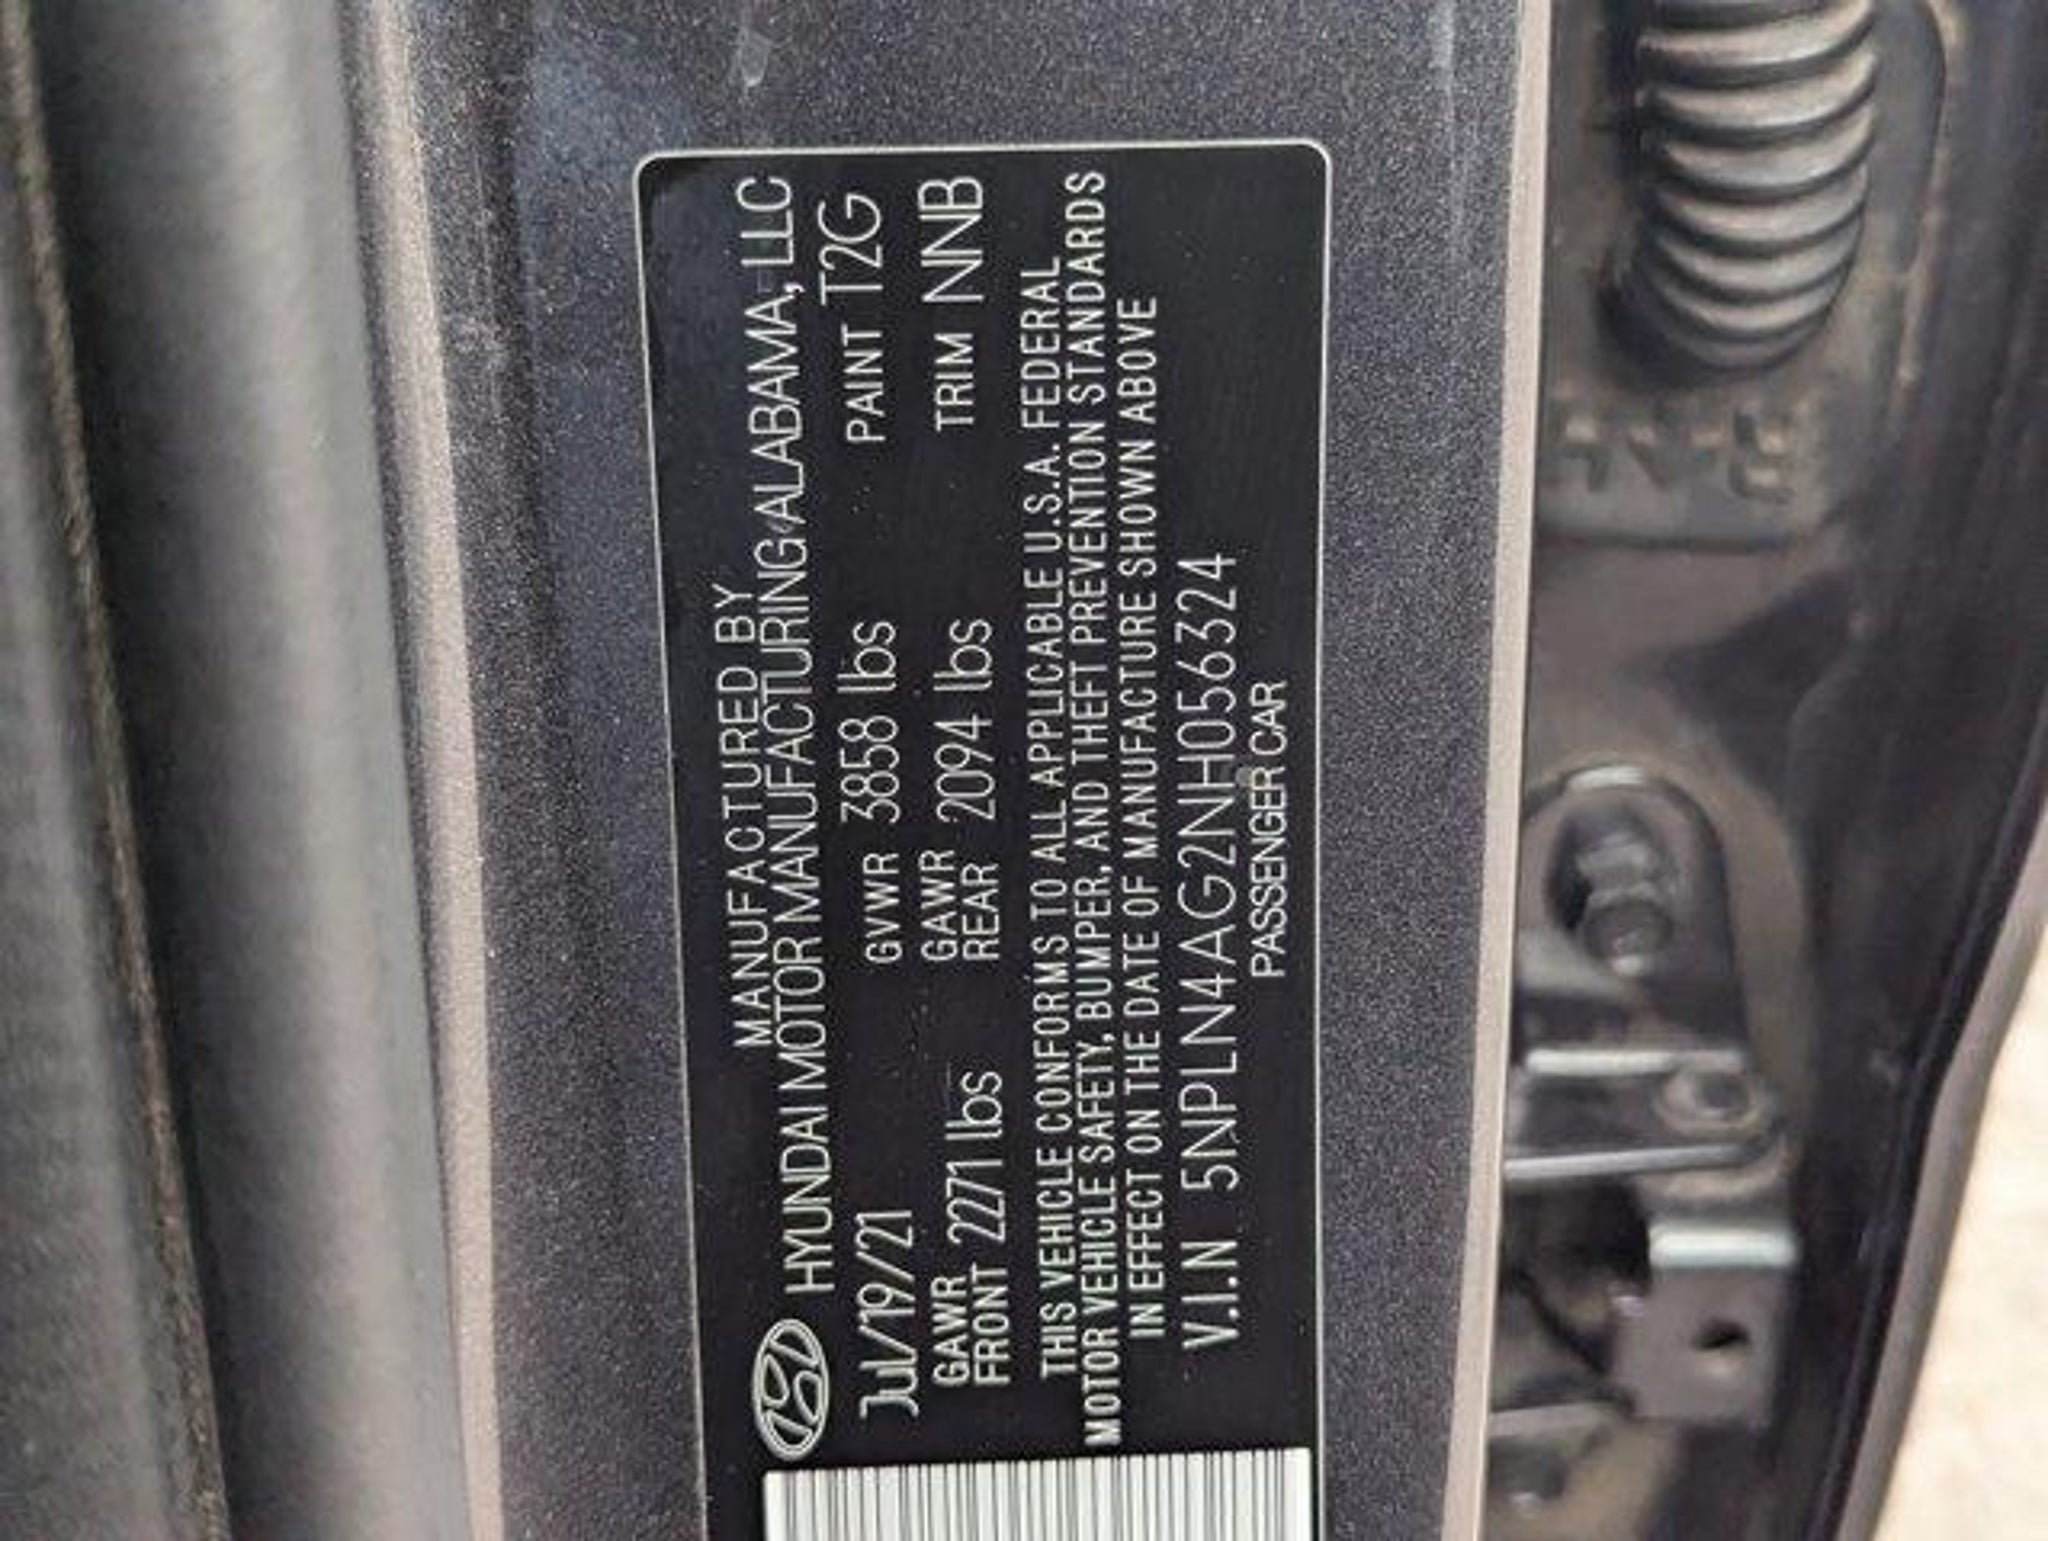 MANUFACTURED BY
HYUNDAI MOTOR MANUFACTURING ALABAMA, LLC
Jul/19/21 GVWR 3858 lbs PAINT T2G
GAWR FRONT 2271 lbs GAWR REAR 2094 lbs TRIM NNB
THIS VEHICLE CONFORMS TO ALL APPLICABLE U.S.A. FEDERAL
MOTOR VEHICLE SAFETY, BUMPER, AND THEFT PREVENTION STANDARDS
IN EFFECT ON THE DATE OF MANUFACTURE SHOWN ABOVE
V.I.N 5NPLN4AG2NH056324
PASSENGER CAR